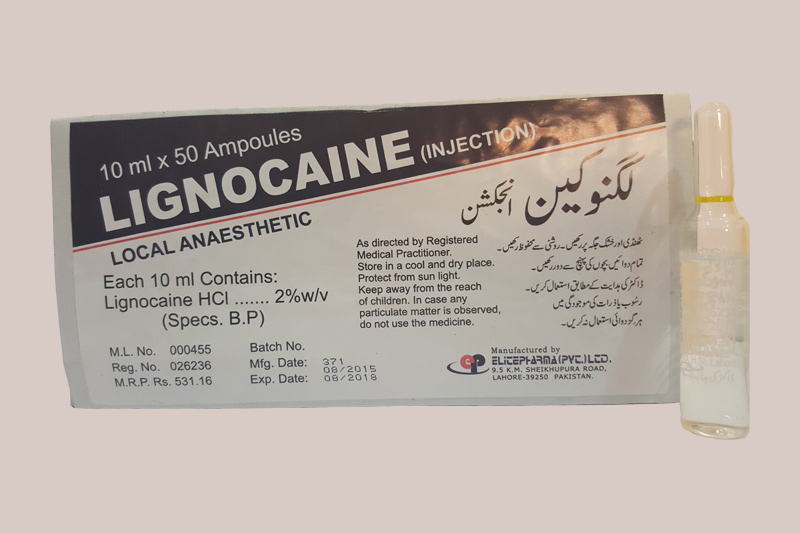 10 ml x 50 Ampoules
LIGNOCAINE (INJECTION)
LOCAL ANAESTHETIC
لگنوکین انجکشن
Each 10 ml Contains:
Lignocaine HCl ....... 2%w/v
(Specs. B.P)
As directed by Registered
Medical Practitioner.
Store in a cool and dry place.
Protect from sun light.
Keep away from the reach
of children. In case any
particulate matter is observed,
do not use the medicine.
ٹھنڈی اور خشک جگہ پر رکھیں۔ روشنی سے محفوظ رکھیں۔
تمام دوائیں بچوں کی پہنچ سے دور رکھیں۔
ڈاکٹر کی ہدایت کے مطابق استعمال کریں۔
رسوب یا ذرات کی موجودگی میں
ہرگز دوائی استعمال نہ کریں۔
M.L. No. 000455
Reg. No. 026236
M.R.P. Rs. 531.16
Batch No. 371
Mfg. Date: 08/2015
Exp. Date: 08/2018
Manufactured by
ELITEPHARMA (PVT.) LTD.
9.5 K.M. SHEIKHUPURA ROAD,
LAHORE-39250 PAKISTAN.